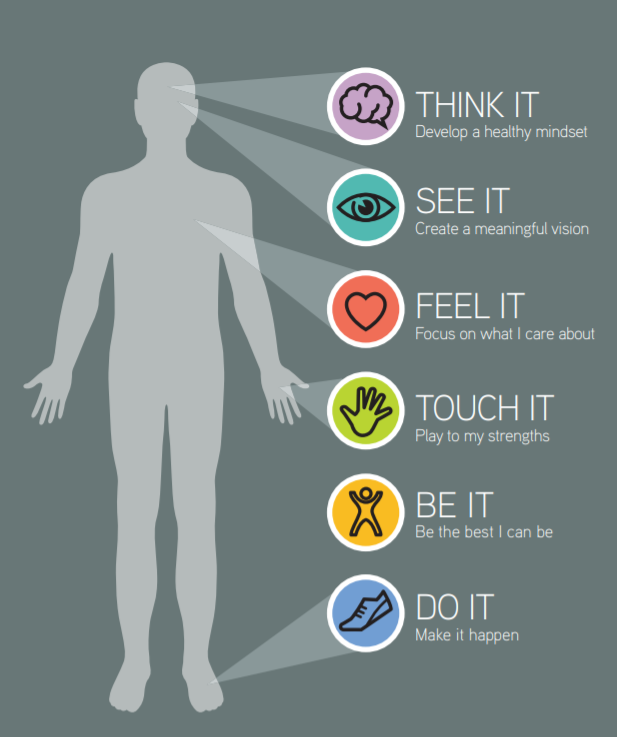 THINK IT
Develop a healthy mindset
SEE IT
Create a meaningful vision
FEEL IT
Focus on what I care about
TOUCH IT
Play to my strengths
BE IT
Be the best I can be
DO IT
Make it happen